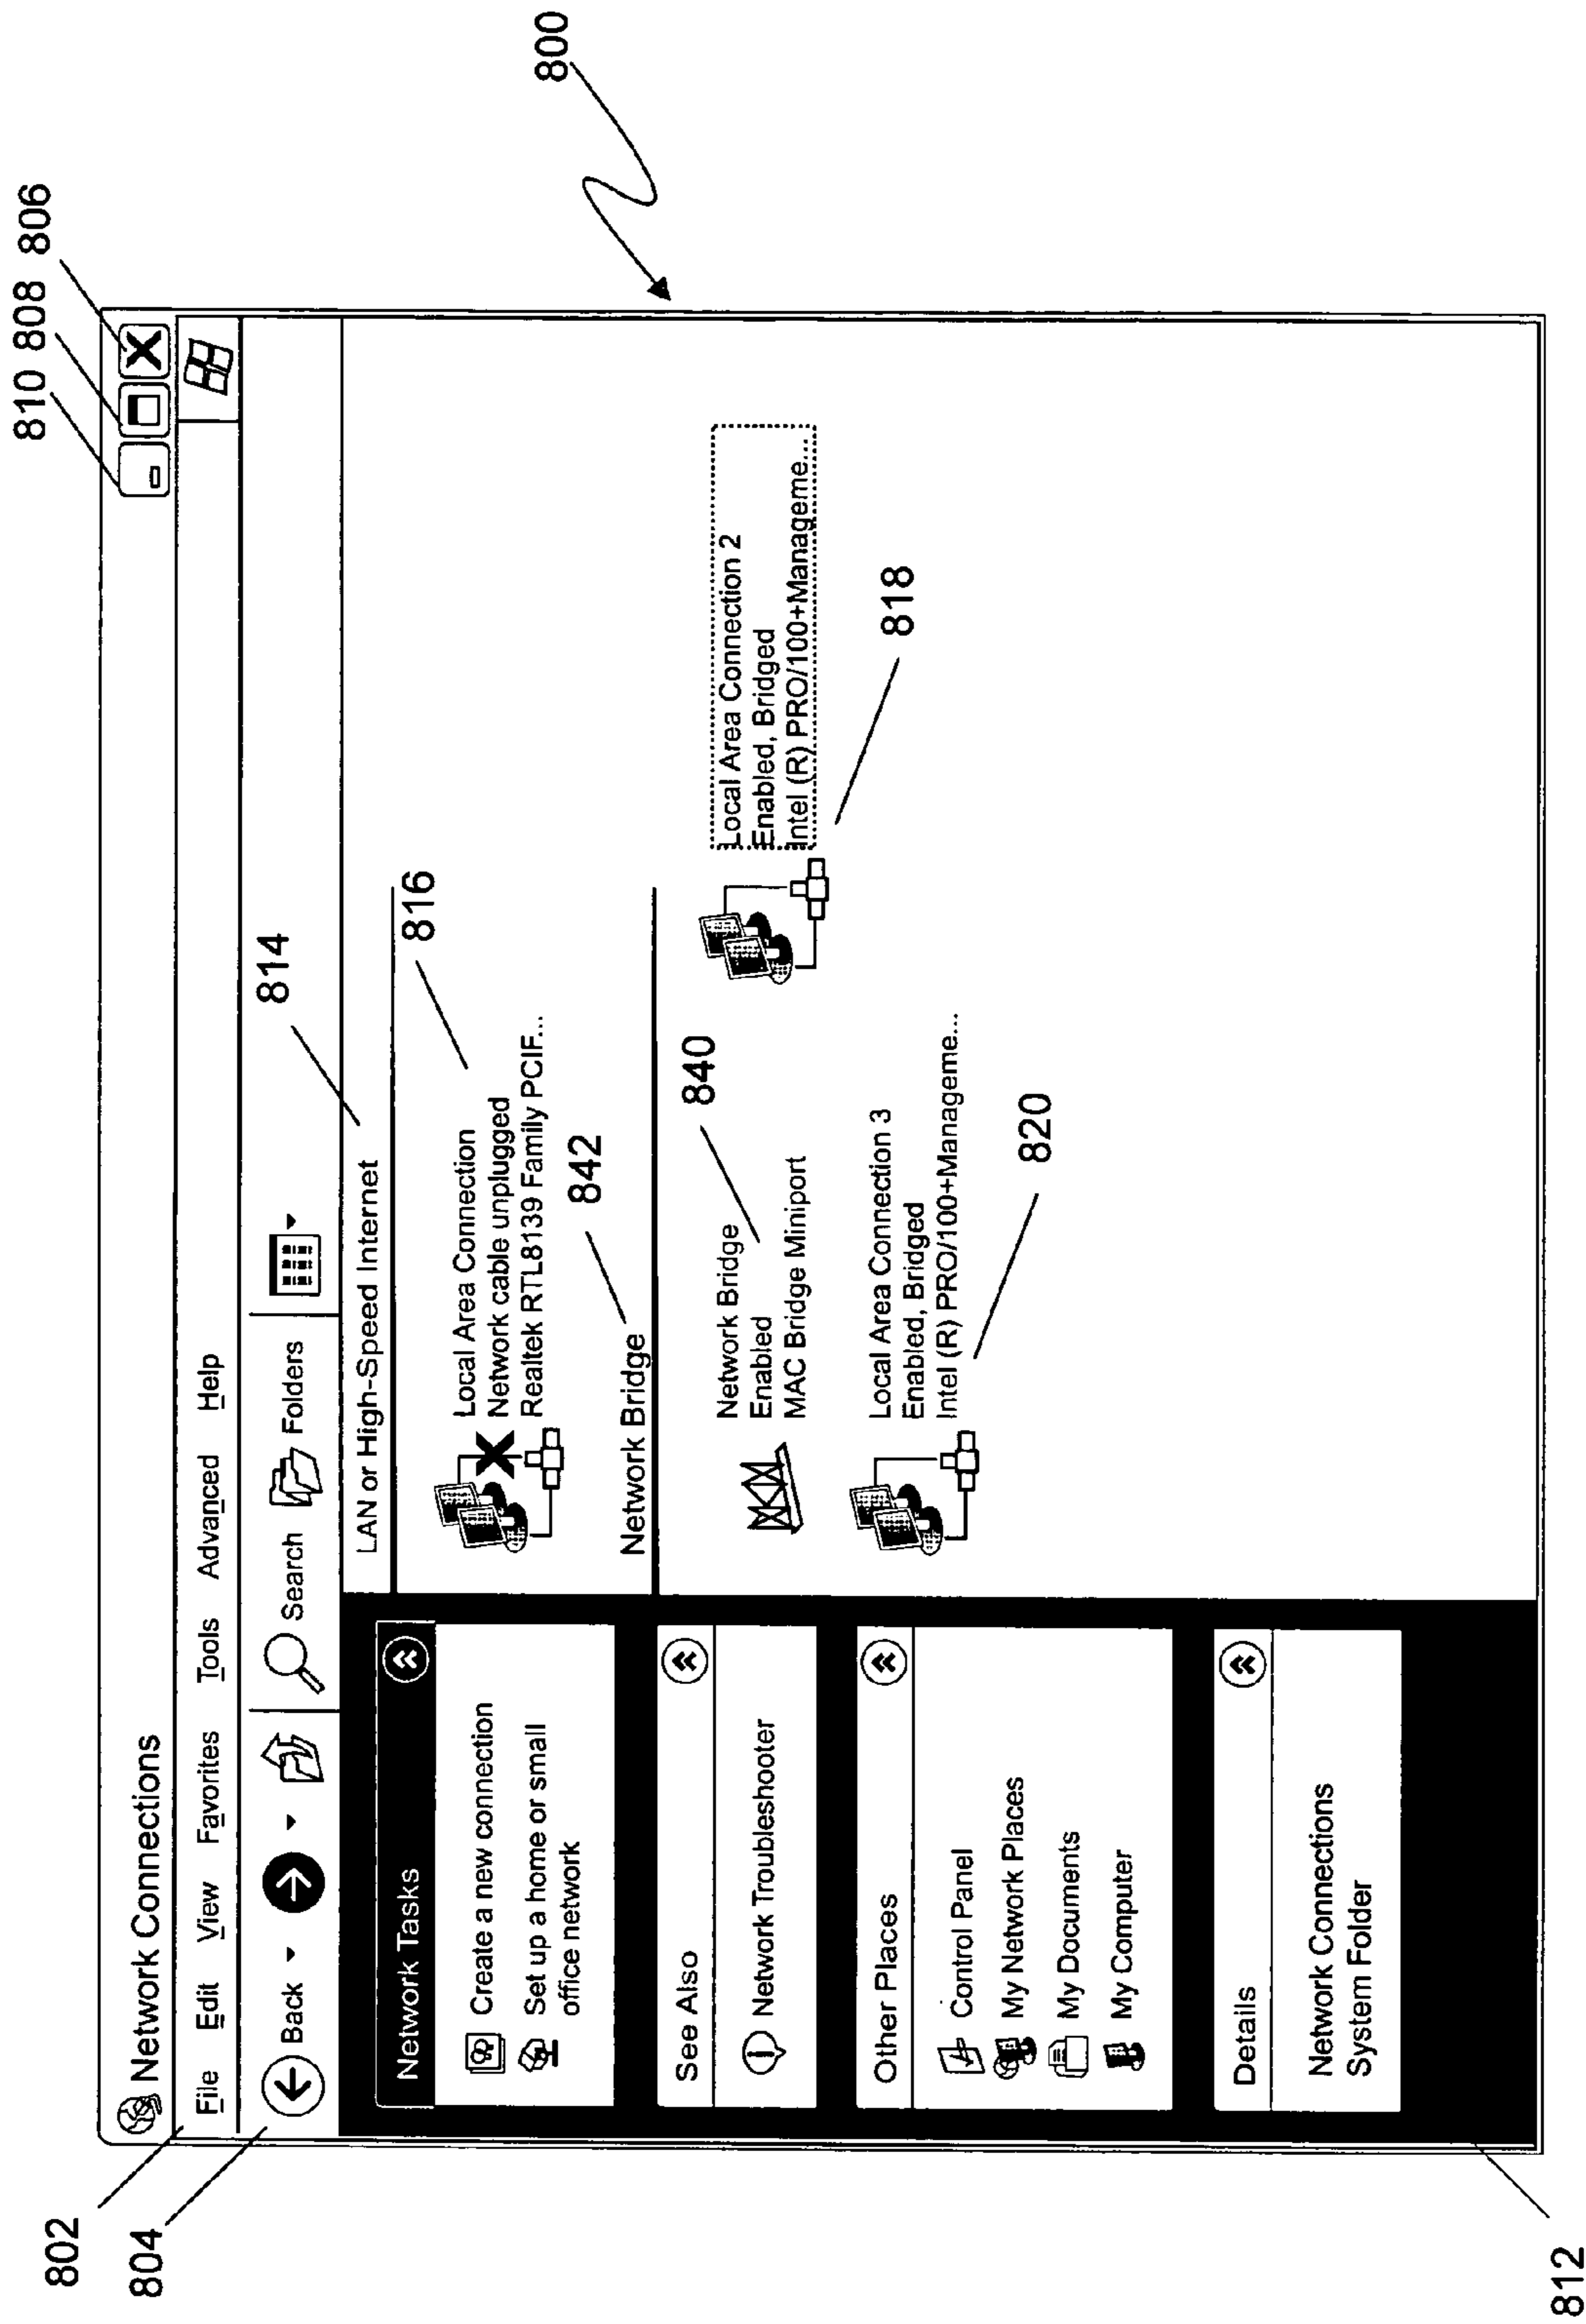 810 808 806
800
802
Network Connections
File Edit View Favorites Tools Advanced Help
804
Back Search Folders
814
Network Tasks
Create a new connection
Set up a home or small
office network
See Also
Network Troubleshooter
Other Places
Control Panel
My Network Places
My Documents
My Computer
Details
Network Connections
System Folder
812
LAN or High-Speed Internet
816
Local Area Connection
Network cable unplugged
Realtek RTL8139 Family PCIF...
842
Network Bridge
840
Network Bridge
Enabled
MAC Bridge Miniport
Local Area Connection 2
Enabled, Bridged
Intel (R) PRO/100+Manageme...
818
Local Area Connection 3
Enabled, Bridged
Intel (R) PRO/100+Manageme...
820